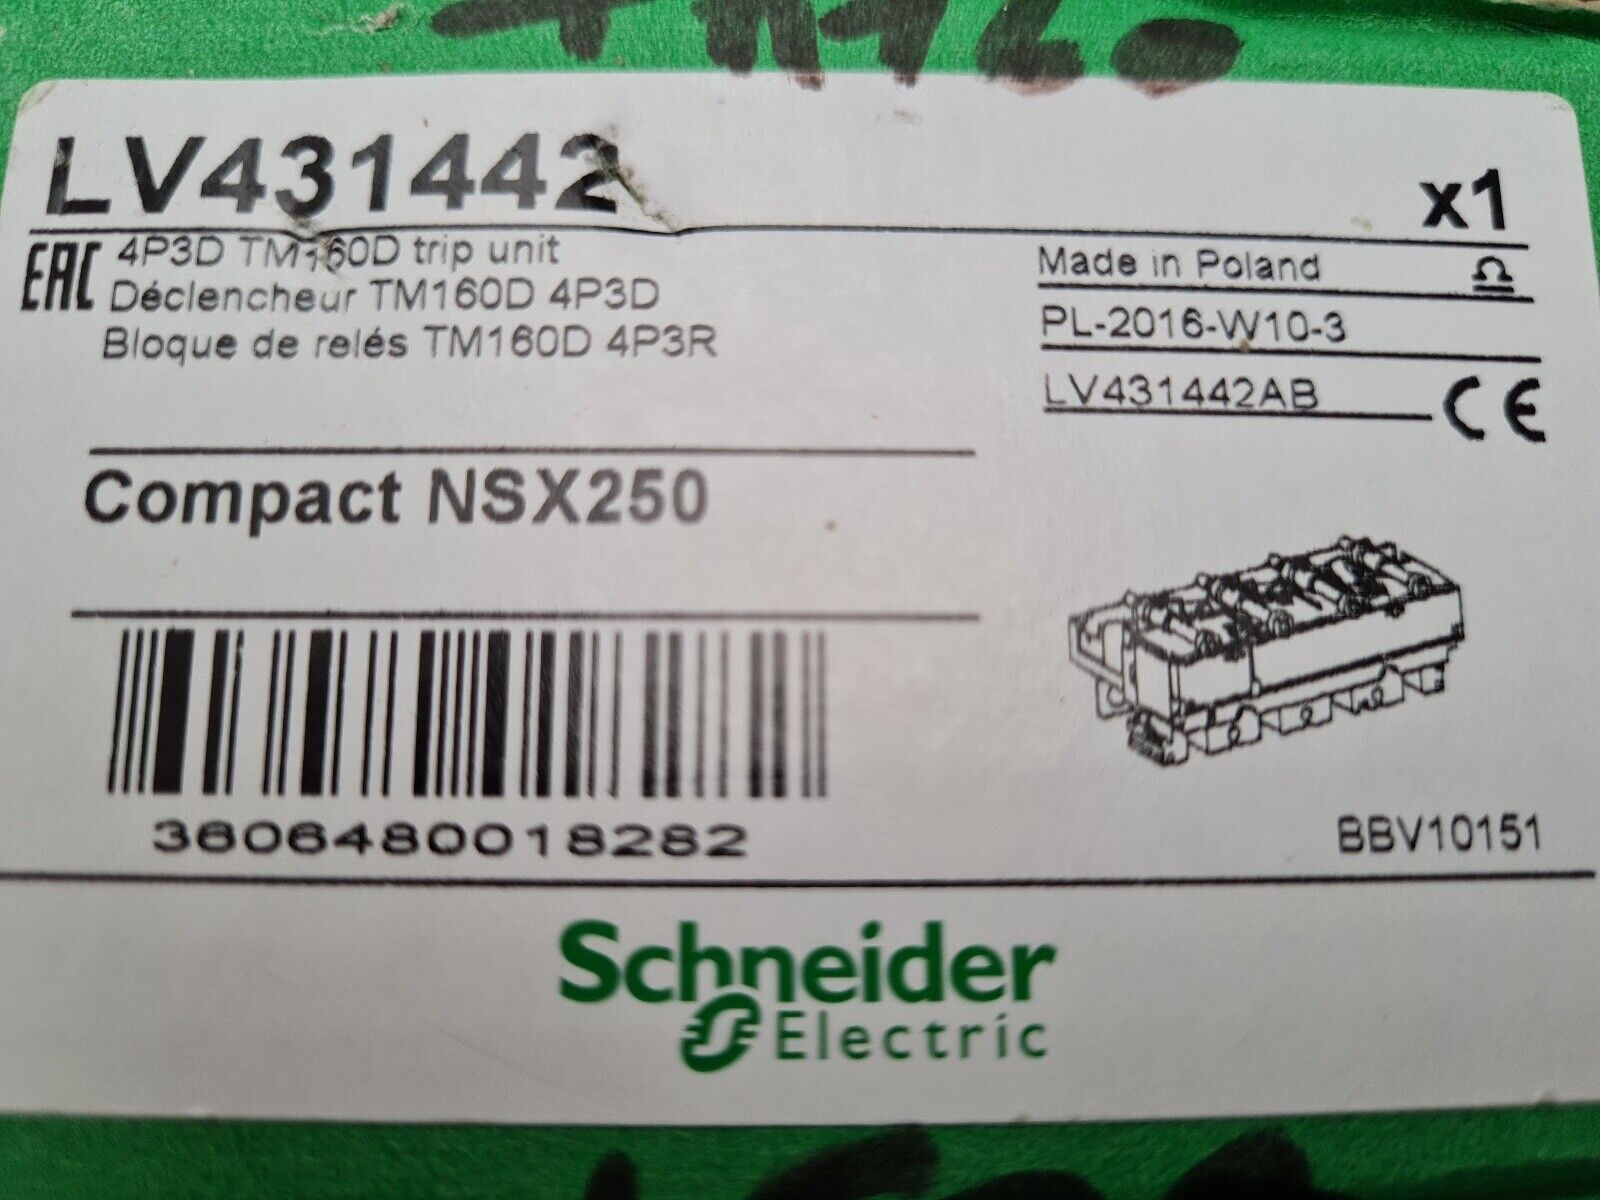 LV431442
x1
EAC
4P3D TM160D trip unit
Déclencheur TM160D 4P3D
Bloque de relés TM160D 4P3R
Made in Poland
PL-2016-W10-3
LV431442AB
CE
Compact NSX250
3606480018282
BBV10151
Schneider
Electric